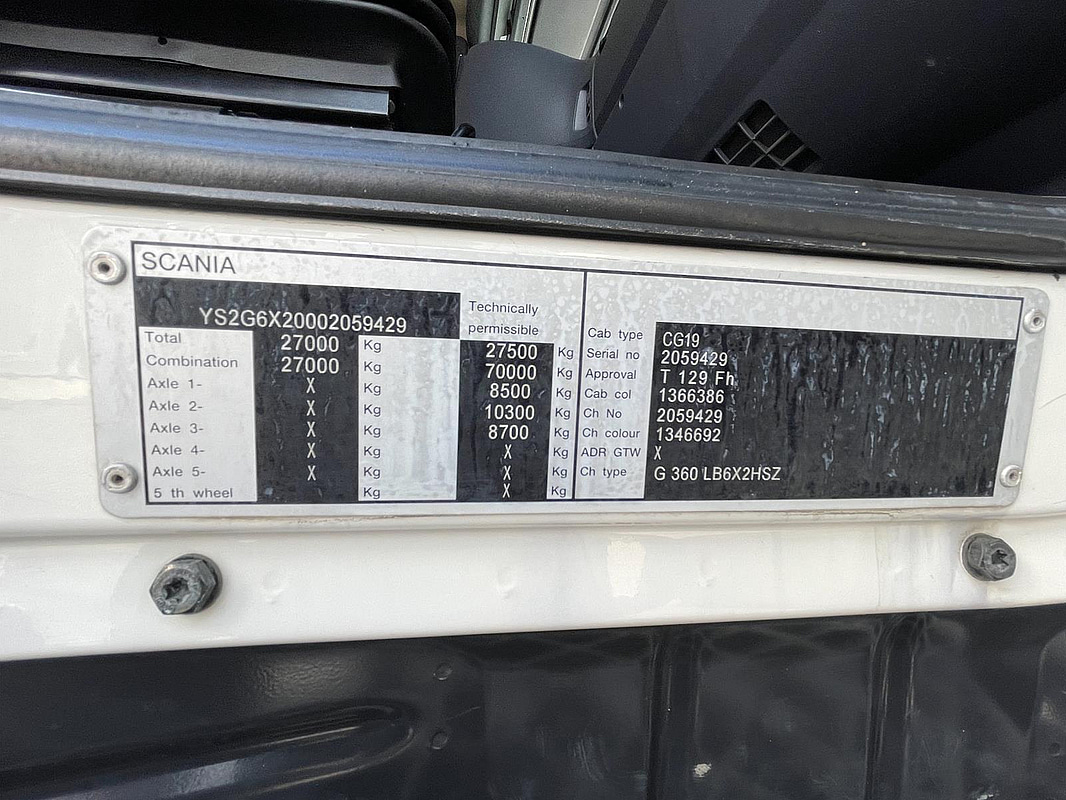 SCANIA
YS2G6X20002059429
Technically
permissible
Total 27000 Kg 27500 Kg
Combination 27000 Kg 70000 Kg
Axle 1- X Kg 8500 Kg
Axle 2- X Kg 10300 Kg
Axle 3- X Kg 8700 Kg
Axle 4- X Kg X Kg
Axle 5- X Kg X Kg
5 th wheel Kg X Kg
Cab type CG19
Serial no 2059429
Approval T 129 Fh
Cab col 1366386
Ch No 2059429
Ch colour 1346692
ADR GTW X
Ch type G 360 LB6X2HSZ